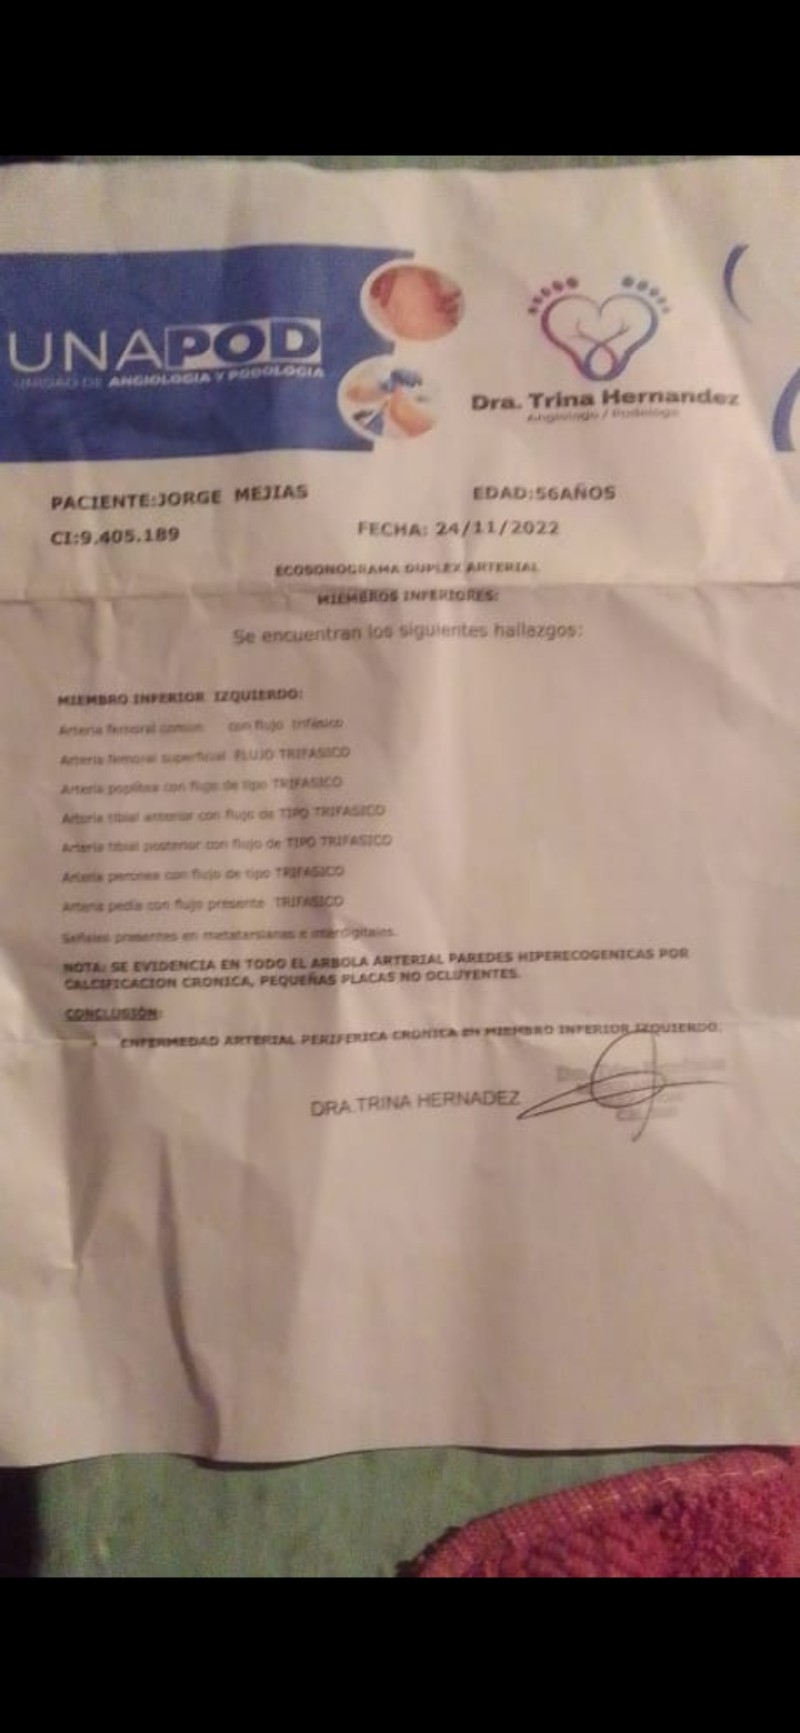 UNAPOD
UNIDAD DE ANGIOLOGIA Y PODOLOGIA
Dra. Trina Hernandez
Angiologo / Podologo
PACIENTE:JORGE MEJIAS EDAD:56AÑOS
CI:9.405.189 FECHA: 24/11/2022
ECOSONOGRAMA DUPLEX ARTERIAL
MIEMBROS INFERIORES:
Se encuentran los siguientes hallazgos:
MIEMBRO INFERIOR IZQUIERDO:
Arteria femoral comun con flujo trifásico
Arteria femoral superficial FLUJO TRIFASICO
Arteria poplitea con flujo de tipo TRIFASICO
Arteria tibial anterior con flujo de TIPO TRIFASICO
Arteria tibial posterior con flujo de TIPO TRIFASICO
Arteria peronea con flujo de tipo TRIFASICO
Arteria pedia con flujo presente TRIFASICO
Señales presentes en metatarsianas e interdigitales.
NOTA: SE EVIDENCIA EN TODO EL ARBOLA ARTERIAL PAREDES HIPERECOGENICAS POR
CALCIFICACION CRONICA, PEQUEÑAS PLACAS NO OCLUYENTES.
CONCLUSIÓN:
ENFERMEDAD ARTERIAL PERIFERICA CRONICA EN MIEMBRO INFERIOR IZQUIERDO.
DRA.TRINA HERNADEZ